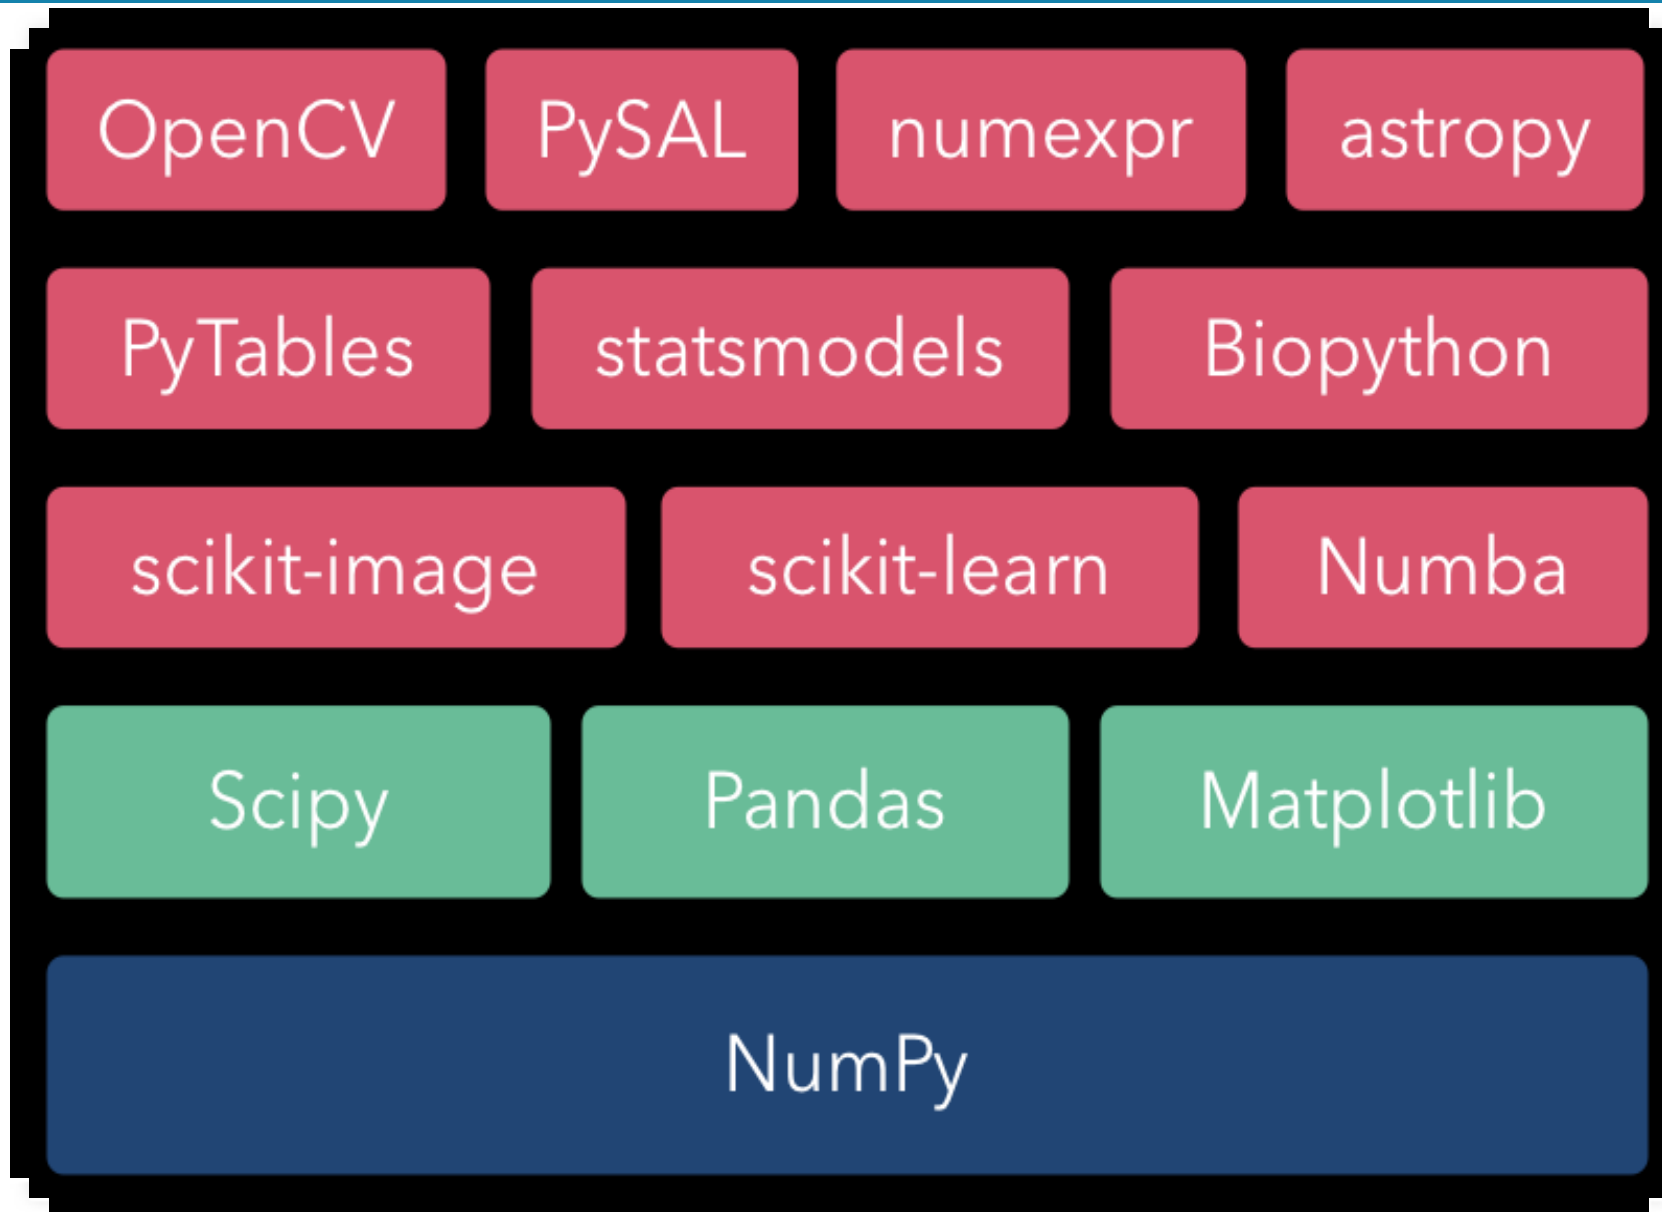 OpenCV PySAL numexpr astropy
PyTables statsmodels Biopython
scikit-image scikit-learn Numba
Scipy Pandas Matplotlib
NumPy